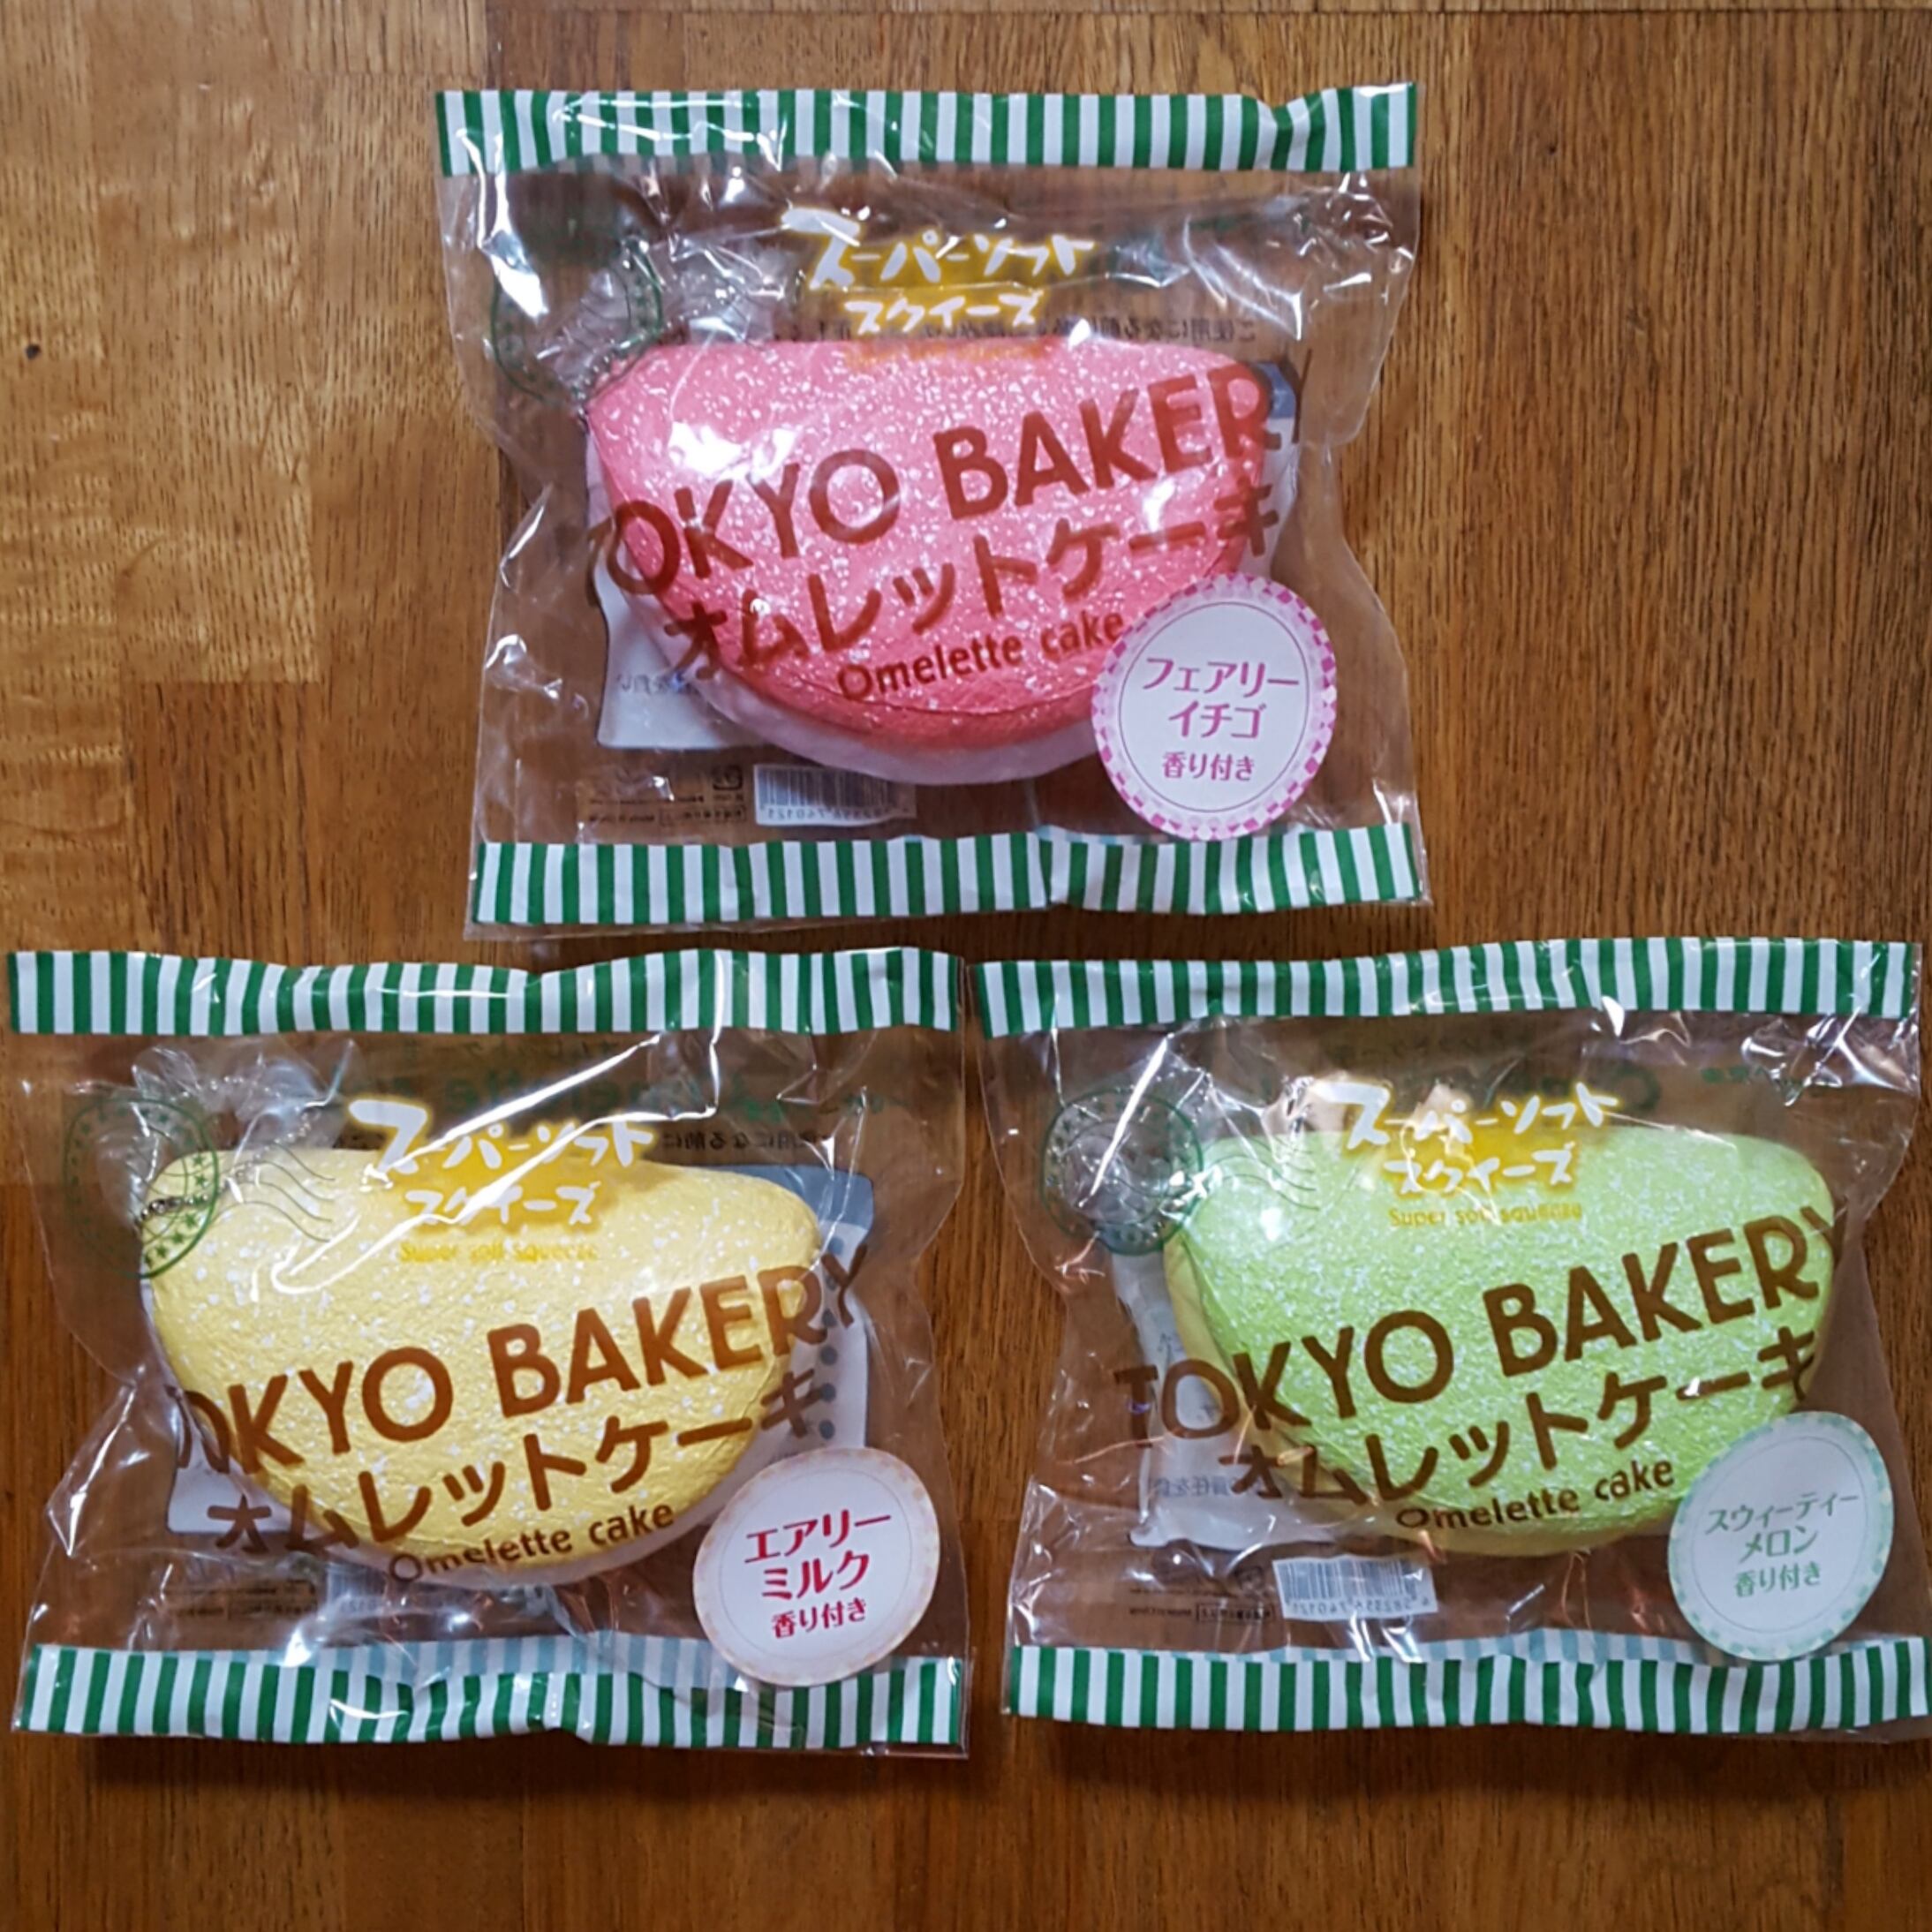 スーパーソフト
スクイーズ
TOKYO BAKERY
オムレットケーキ
Omelette cake
フェアリー
イチゴ
香り付き
スーパーソフト
スクイーズ
Super soft squeeze
TOKYO BAKERY
オムレットケーキ
Omelette cake
エアリー
ミルク
香り付き
スーパーソフト
スクイーズ
Super soft squeeze
TOKYO BAKERY
オムレットケーキ
Omelette cake
スウィーティー
メロン
香り付き